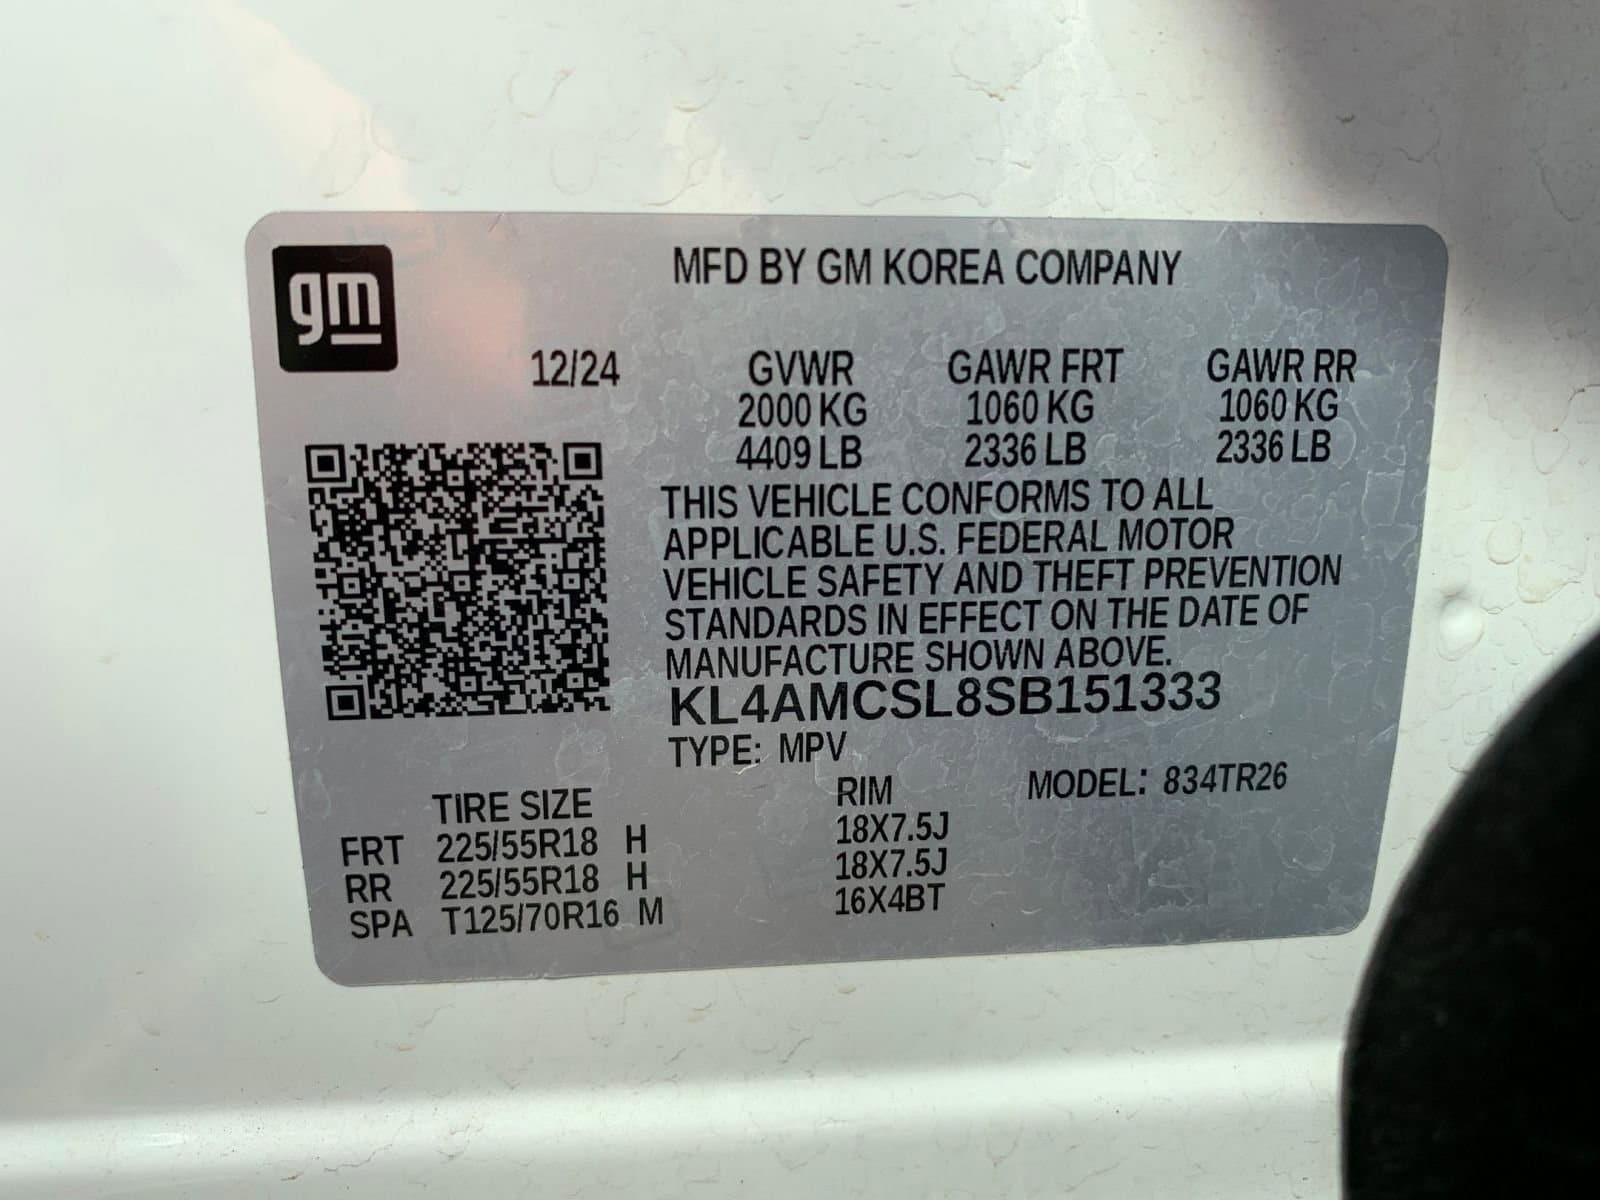 gm
MFD BY GM KOREA COMPANY
12/24 GVWR GAWR FRT GAWR RR
2000 KG 1060 KG 1060 KG
4409 LB 2336 LB 2336 LB
THIS VEHICLE CONFORMS TO ALL
APPLICABLE U.S. FEDERAL MOTOR
VEHICLE SAFETY AND THEFT PREVENTION
STANDARDS IN EFFECT ON THE DATE OF
MANUFACTURE SHOWN ABOVE.
KL4AMCSL8SB151333
TYPE: MPV
TIRE SIZE RIM MODEL: 834TR26
FRT 225/55R18 H 18X7.5J
RR 225/55R18 H 18X7.5J
SPA T125/70R16 M 16X4BT